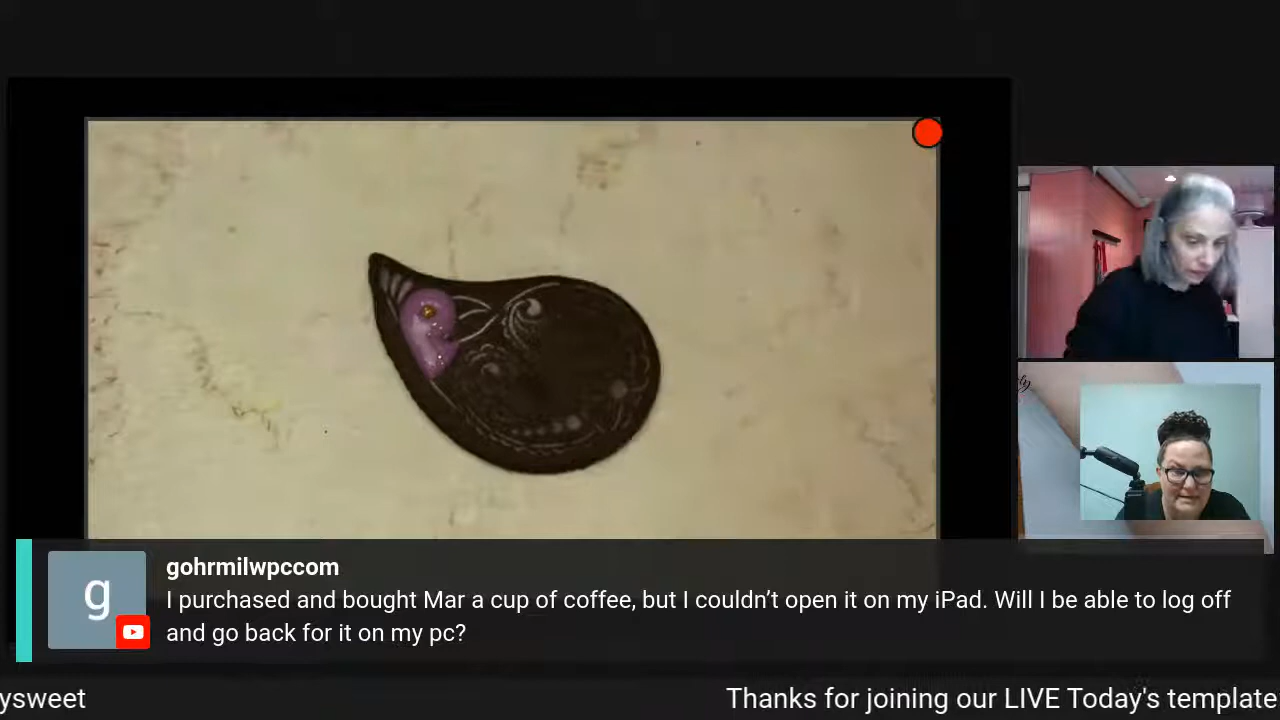 ly
g
gohrmilwpccom
I purchased and bought Mar a cup of coffee, but I couldn’t open it on my iPad. Will I be able to log off
and go back for it on my pc?
ysweet
Thanks for joining our LIVE Today's template